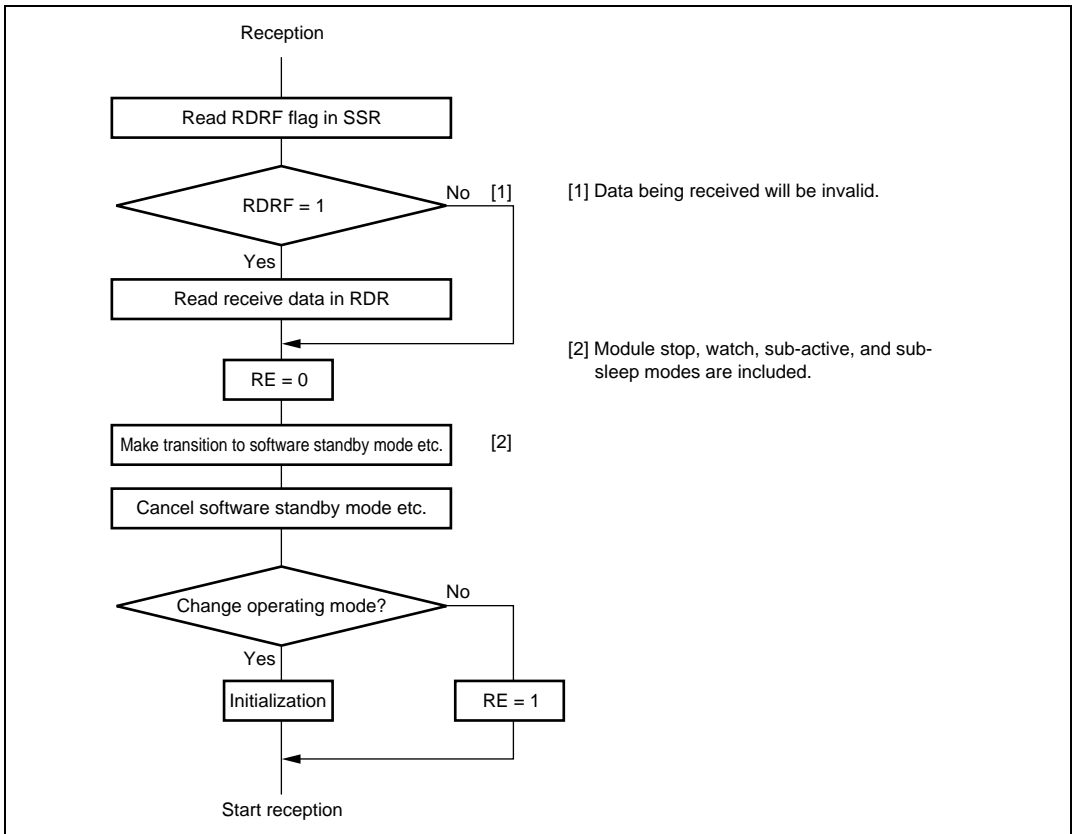 Reception
Read RDRF flag in SSR
RDRF = 1
No [1]
[1] Data being received will be invalid.
Yes
Read receive data in RDR
[2] Module stop, watch, sub-active, and sub-
sleep modes are included.
RE = 0
Make transition to software standby mode etc.
[2]
Cancel software standby mode etc.
Change operating mode?
No
Yes
Initialization
RE = 1
Start reception